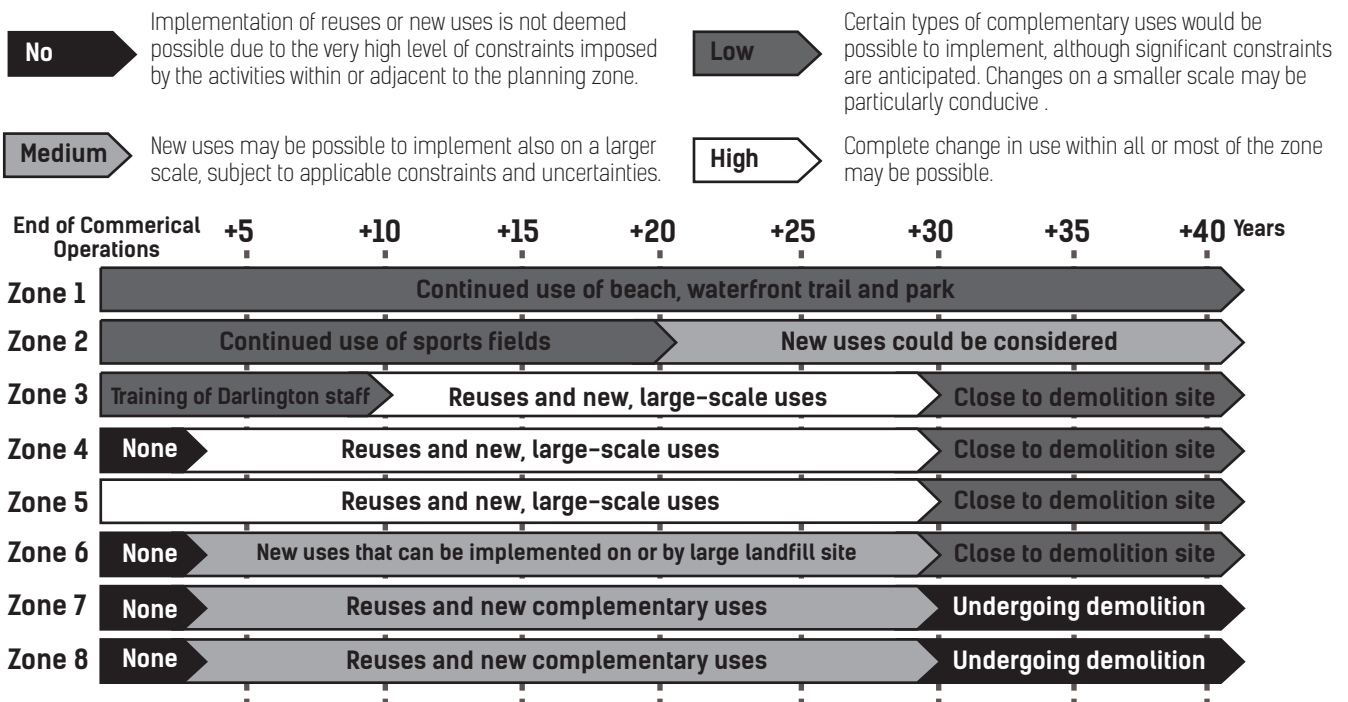 No
Implementation of reuses or new uses is not deemed
possible due to the very high level of constraints imposed
by the activities within or adjacent to the planning zone.
Low
Certain types of complementary uses would be
possible to implement, although significant constraints
are anticipated. Changes on a smaller scale may be
particularly conducive .
Medium
New uses may be possible to implement also on a larger
scale, subject to applicable constraints and uncertainties.
High
Complete change in use within all or most of the zone
may be possible.
End of Commerical
Operations
+5 +10 +15 +20 +25 +30 +35 +40 Years
Zone 1 Continued use of beach, waterfront trail and park
Zone 2 Continued use of sports fields New uses could be considered
Zone 3 Training of Darlington staff Reuses and new, large-scale uses Close to demolition site
Zone 4 None Reuses and new, large-scale uses Close to demolition site
Zone 5 Reuses and new, large-scale uses Close to demolition site
Zone 6 None New uses that can be implemented on or by large landfill site Close to demolition site
Zone 7 None Reuses and new complementary uses Undergoing demolition
Zone 8 None Reuses and new complementary uses Undergoing demolition